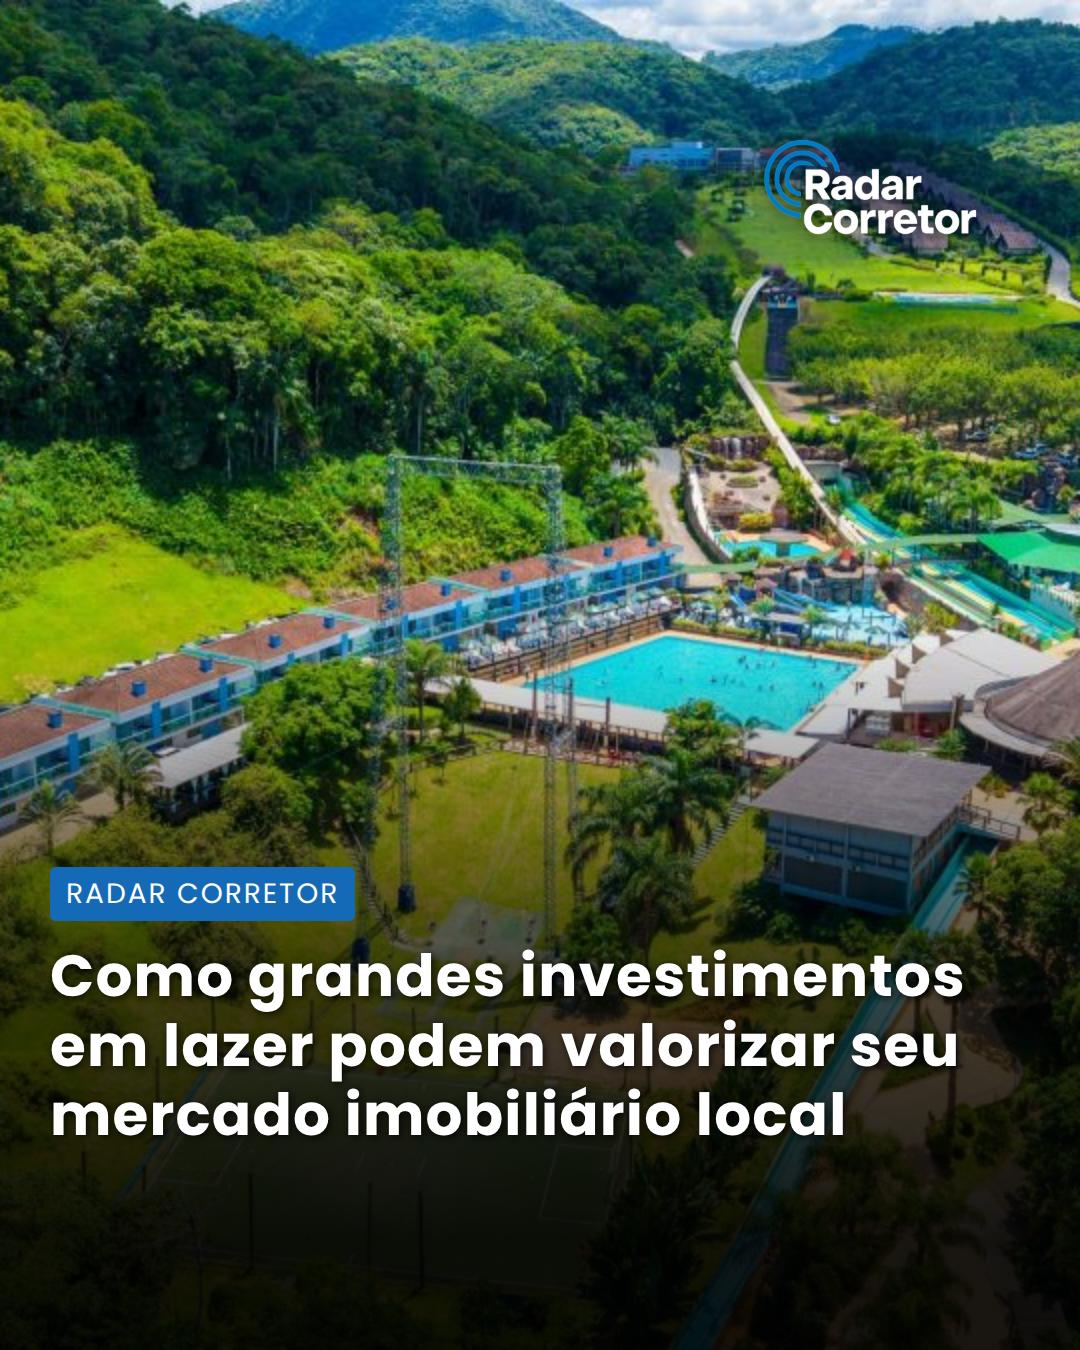 Radar
Corretor
RADAR CORRETOR
Como grandes investimentos
em lazer podem valorizar seu
mercado imobiliário local